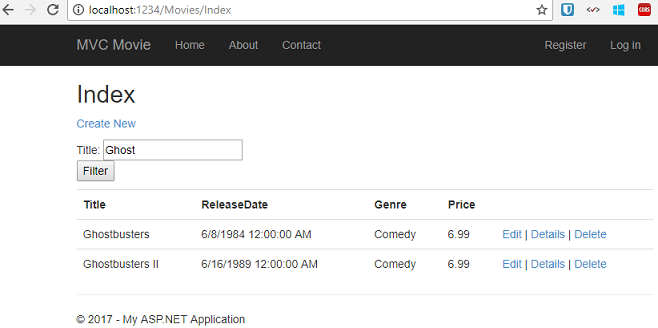 localhost:1234/Movies/Index
CORS
MVC Movie Home About Contact Register Log in
Index
Create New
Title: Ghost
Filter
Title ReleaseDate Genre Price
Ghostbusters 6/8/1984 12:00:00 AM Comedy 6.99 Edit | Details | Delete
Ghostbusters II 6/16/1989 12:00:00 AM Comedy 6.99 Edit | Details | Delete
© 2017 - My ASP.NET Application